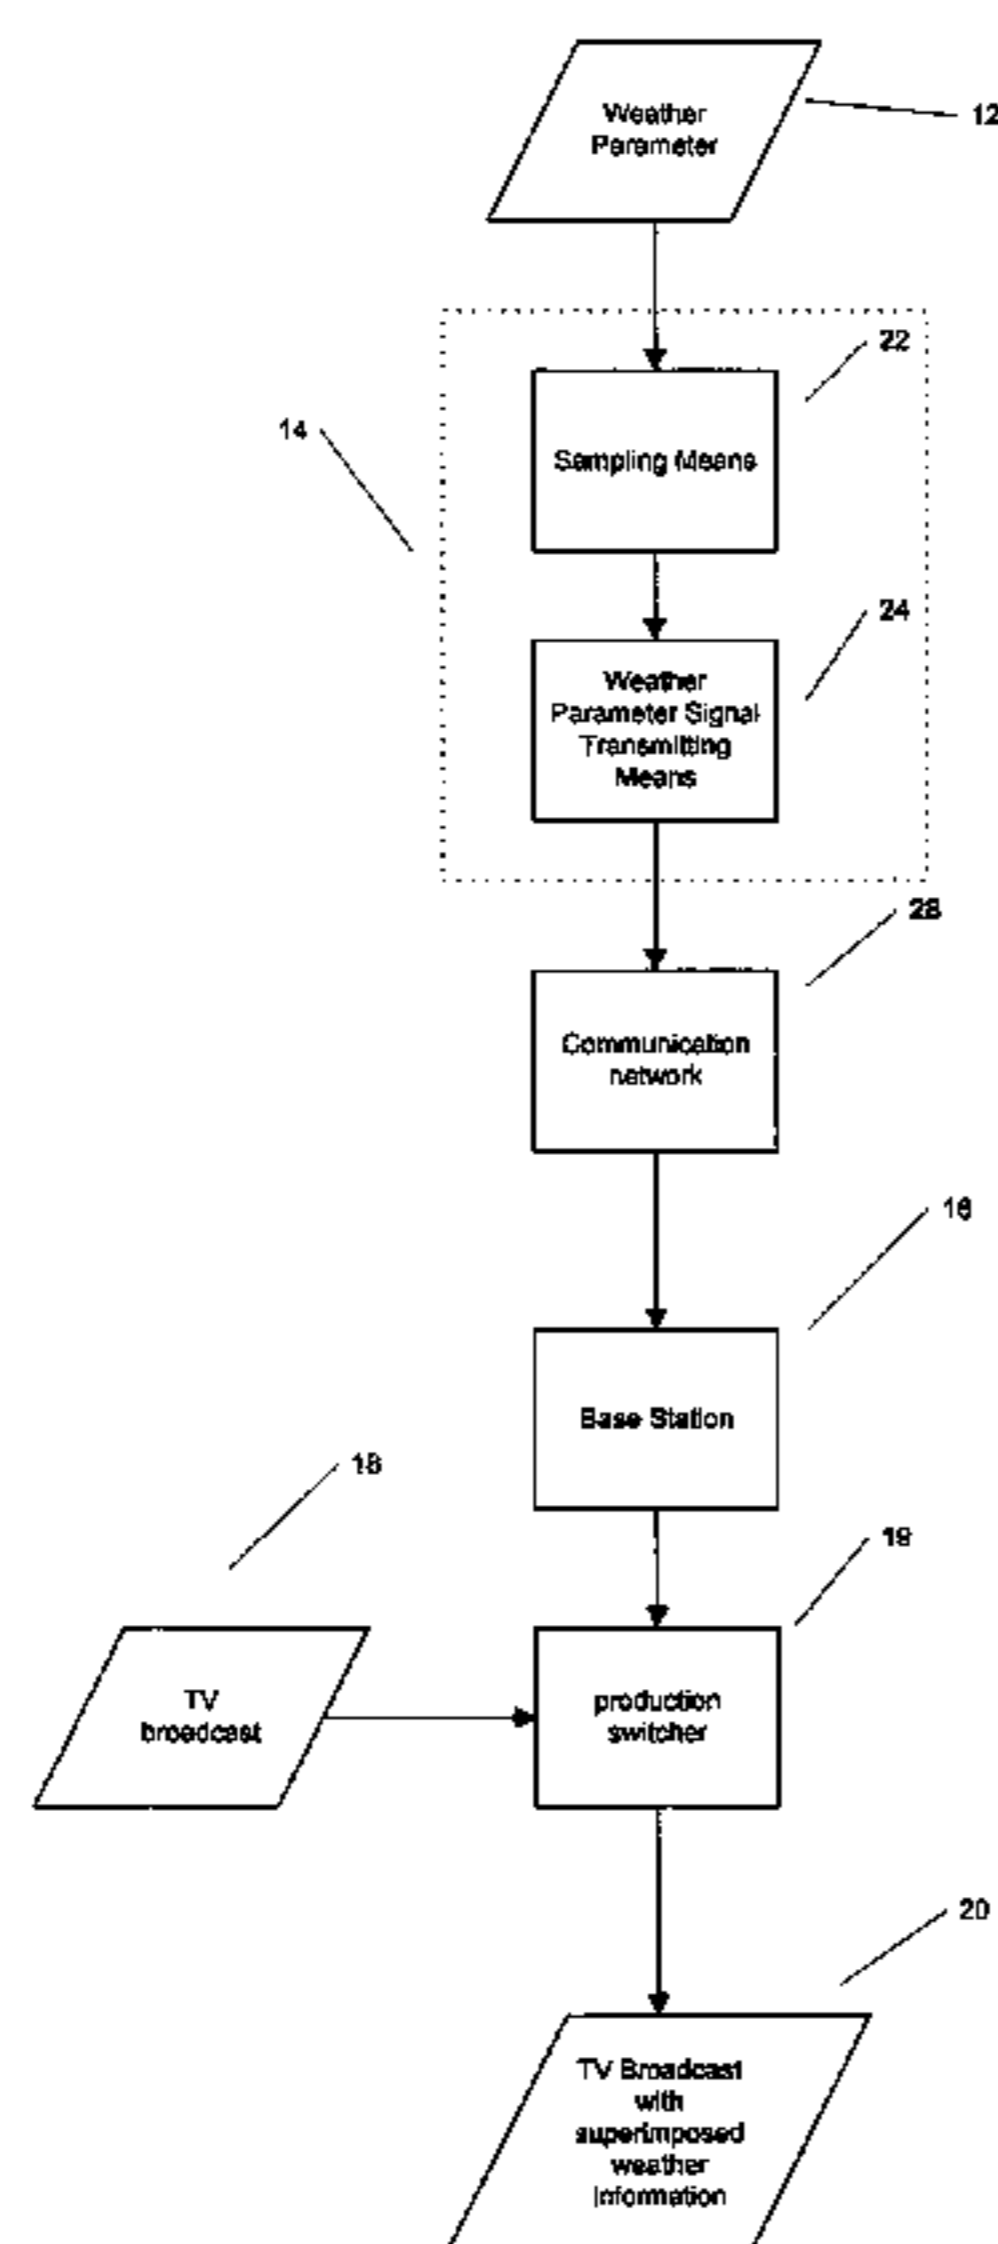 Weather
Parameter
12
22
14
Sampling Means
24
Weather
Parameter Signal
Transmitting
Means
28
Communication
network
16
Base Station
18
19
TV
broadcast
production
switcher
20
TV Broadcast
with
superimposed
weather
information